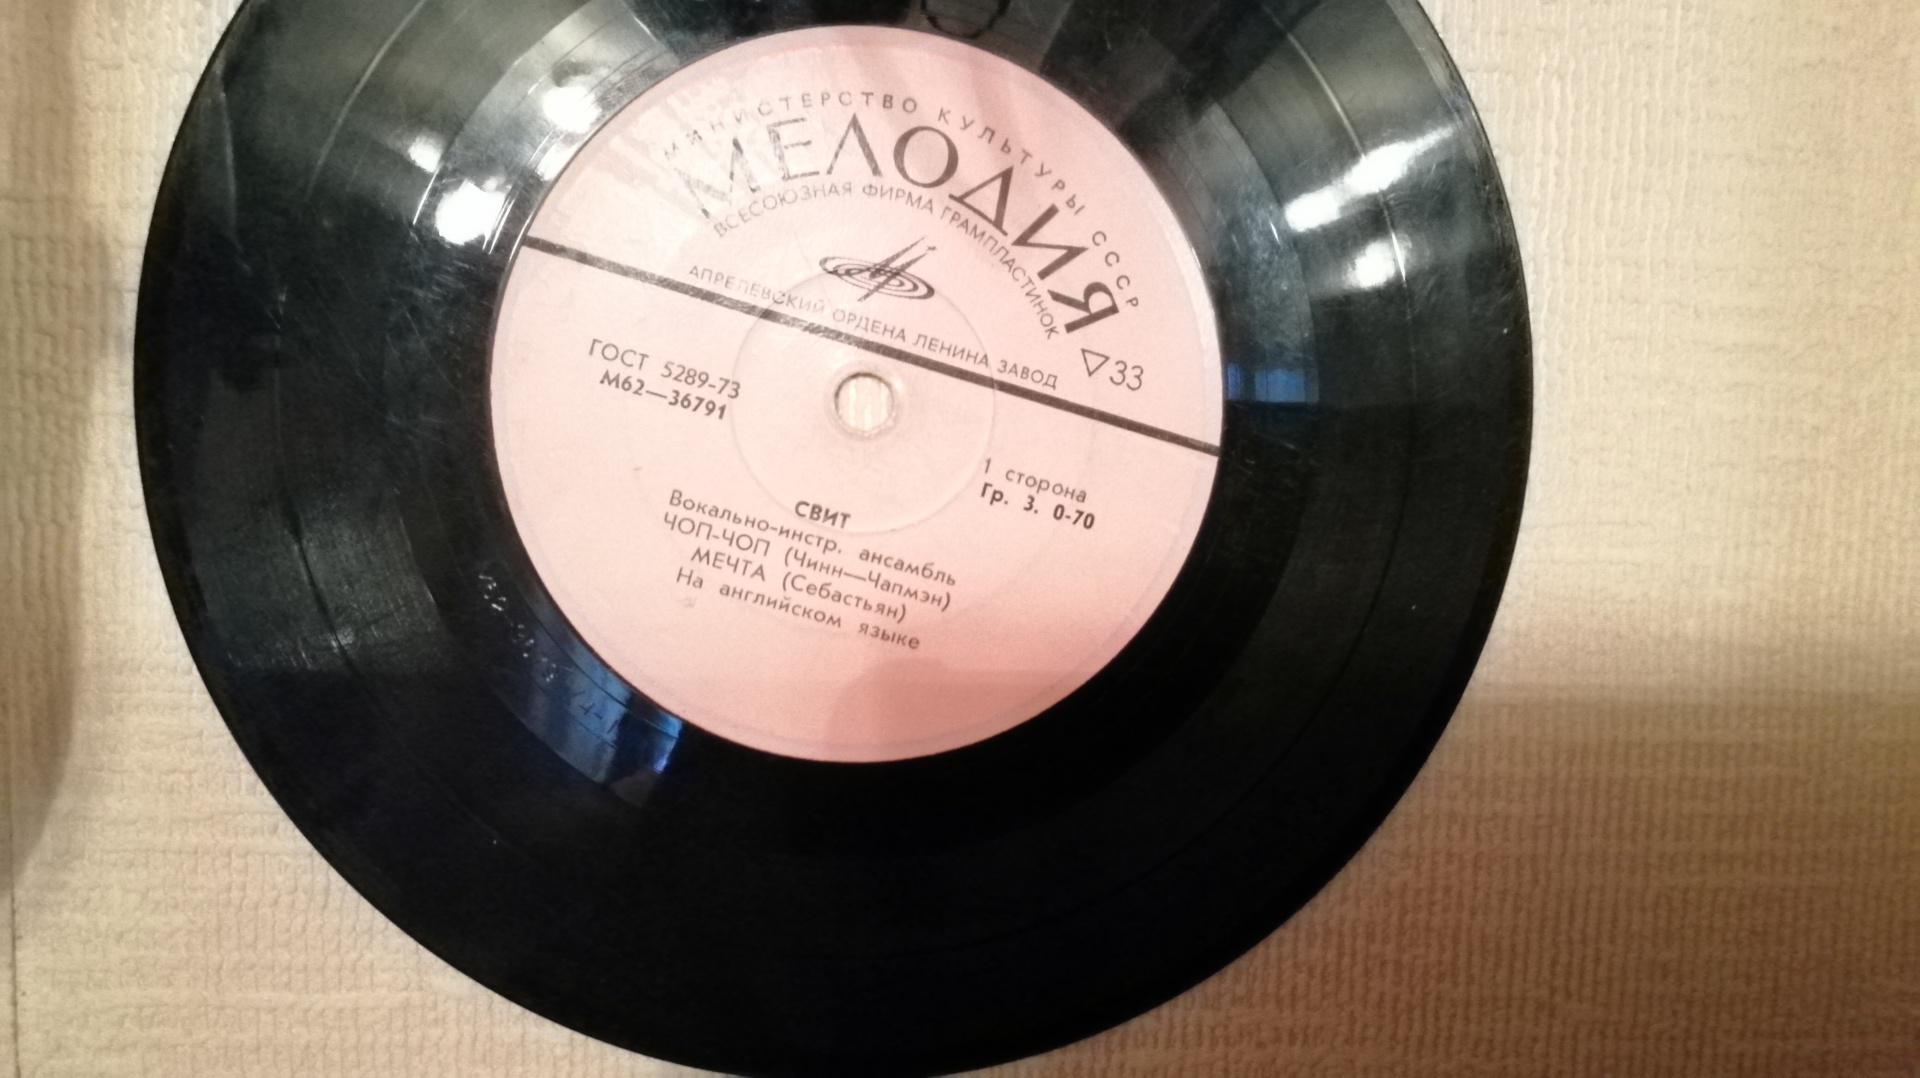 МИНИСТЕРСТВО КУЛЬТУРЫ СССР
МЕЛОДИЯ
ВСЕСОЮЗНАЯ ФИРМА ГРАМПЛАСТИНОК
АПРЕЛЕВСКИЙ ОРДЕНА ЛЕНИНА ЗАВОД
33
ГОСТ 5289-73
М62—36791
1 сторона
Гр. 3. 0-70
СВИТ
Вокально-инстр. ансамбль
ЧОП-ЧОП (Чинн—Чапмэн)
МЕЧТА (Себастьян)
На английском языке